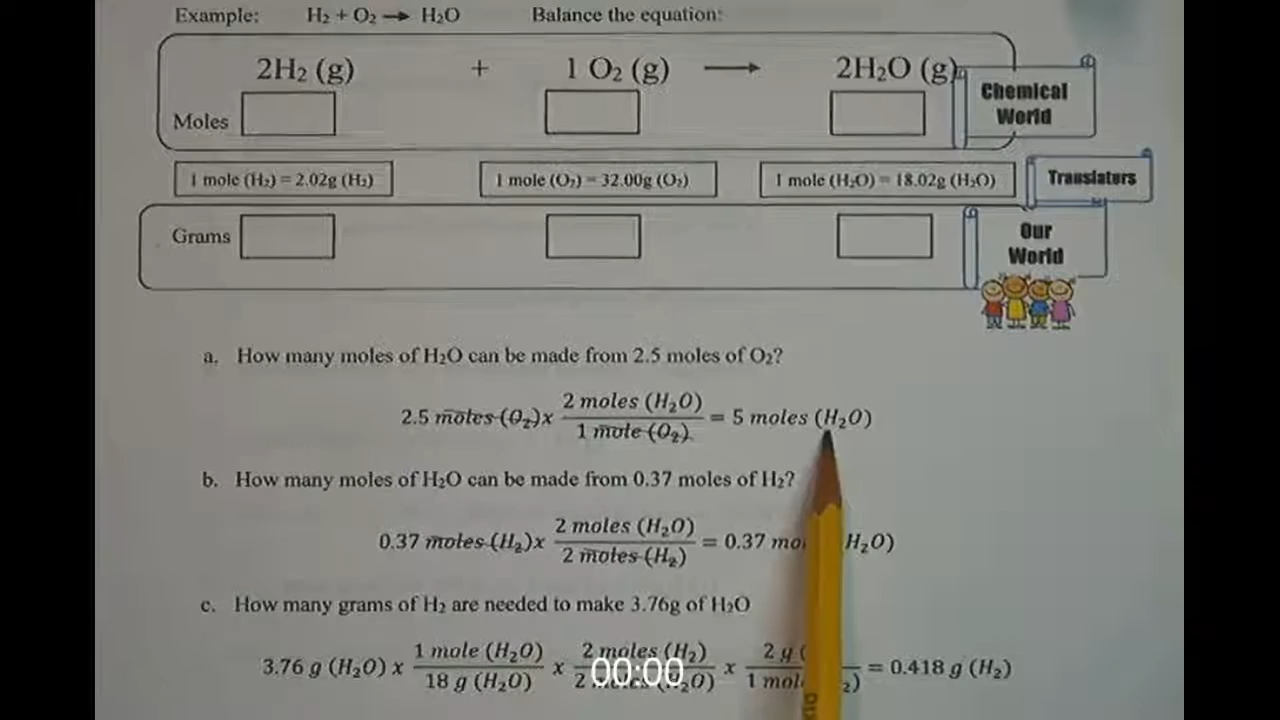 Example: H₂ + O₂ → H₂O Balance the equation:
2H₂ (g) + 1 O₂ (g) → 2H₂O (g)
Chemical
World
Moles
1 mole (H₂) = 2.02g (H₂) 1 mole (O₂) = 32.00g (O₂) 1 mole (H₂O) = 18.02g (H₂O) Translaters
Grams
Our
World
a. How many moles of H₂O can be made from 2.5 moles of O₂?
2 moles (H₂O)
2.5 moles (O₂)x = 5 moles (H₂O)
1 mole (O₂)
b. How many moles of H₂O can be made from 0.37 moles of H₂?
2 moles (H₂O)
0.37 moles (H₂)x = 0.37 H₂O)
2 moles (H₂)
c. How many grams of H₂ are needed to make 3.76g of H₂O
1 mole (H₂O) 2 moles (H₂) 2 g
3.76 g (H₂O) x x x = 0.418 g (H₂)
18 g (H₂O) 2 H₂O) 1
00:00